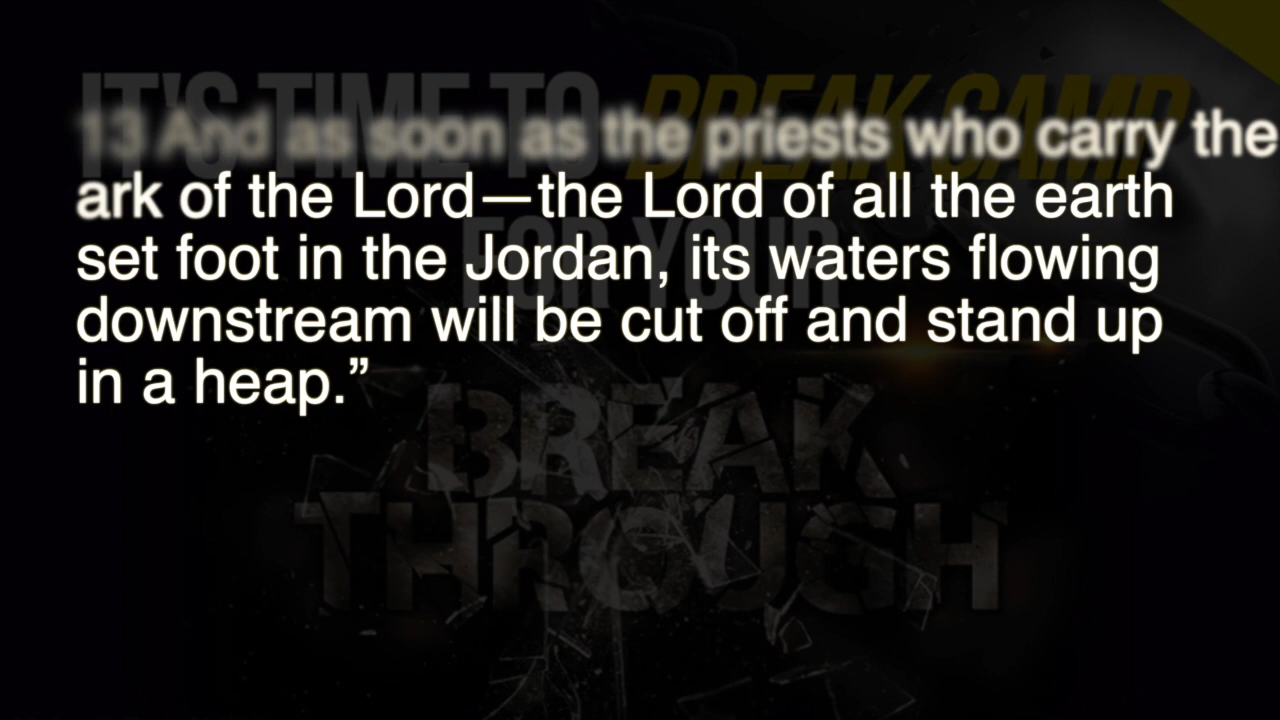 IT'S TIME TO BREAK CAMP
13 And as soon as the priests who carry the
ark of the Lord—the Lord of all the earth
FOR YOUR
set foot in the Jordan, its waters flowing
downstream will be cut off and stand up
in a heap.”
BREAK
THROUGH